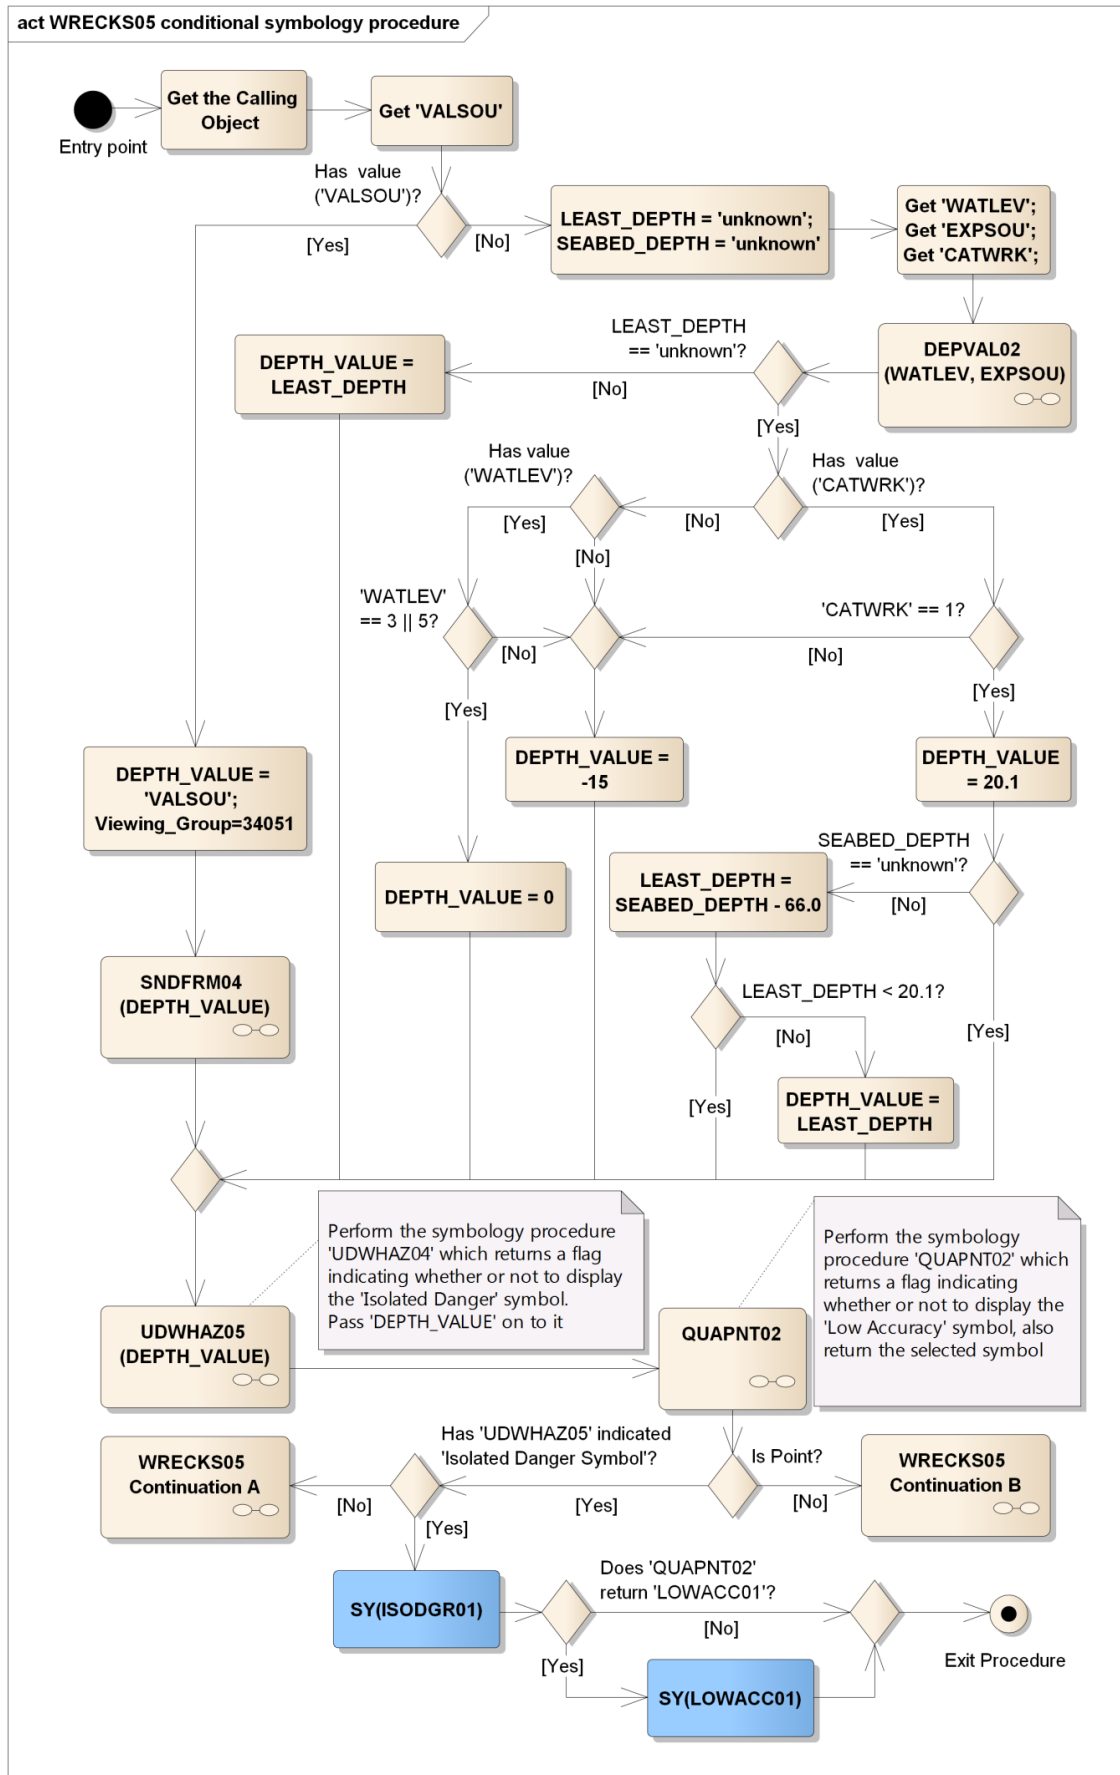 act WRECKS05 conditional symbology procedure
Entry point
Get the Calling
Object
Get 'VALSOU'
Has value
('VALSOU')?
[Yes]
[No]
LEAST_DEPTH = 'unknown';
SEABED_DEPTH = 'unknown'
Get 'WATLEV';
Get 'EXPSOU';
Get 'CATWRK';
DEPVAL02
(WATLEV, EXPSOU)
LEAST_DEPTH
== 'unknown'?
[No]
[Yes]
DEPTH_VALUE =
LEAST_DEPTH
Has value
('WATLEV')?
[Yes]
[No]
Has value
('CATWRK')?
[No]
[Yes]
'WATLEV'
== 3 || 5?
[No]
[Yes]
'CATWRK' == 1?
[No]
[Yes]
DEPTH_VALUE =
'VALSOU';
Viewing_Group=34051
DEPTH_VALUE =
-15
DEPTH_VALUE
= 20.1
SEABED_DEPTH
== 'unknown'?
[No]
[Yes]
DEPTH_VALUE = 0
LEAST_DEPTH =
SEABED_DEPTH - 66.0
SNDFRM04
(DEPTH_VALUE)
LEAST_DEPTH < 20.1?
[No]
[Yes]
DEPTH_VALUE =
LEAST_DEPTH
Perform the symbology procedure
'UDWHAZ04' which returns a flag
indicating whether or not to display
the 'Isolated Danger' symbol.
Pass 'DEPTH_VALUE' on to it
Perform the symbology
procedure 'QUAPNT02' which
returns a flag indicating
whether or not to display the
'Low Accuracy' symbol, also
return the selected symbol
UDWHAZ05
(DEPTH_VALUE)
QUAPNT02
Has 'UDWHAZ05' indicated
'Isolated Danger Symbol'?
Is Point?
[Yes]
[No]
WRECKS05
Continuation A
[No]
[Yes]
WRECKS05
Continuation B
SY(ISODGR01)
Does 'QUAPNT02'
return 'LOWACC01'?
[No]
[Yes]
SY(LOWACC01)
Exit Procedure